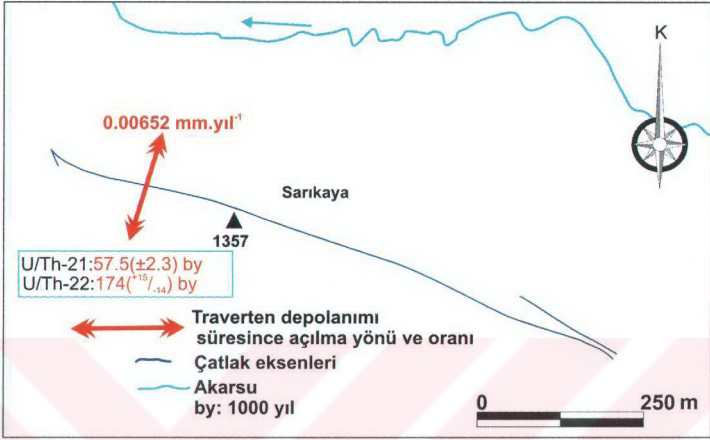 K
0.00652 mm.yıl⁻¹
Sarıkaya
1357
U/Th-21:57.5(±2.3) by
U/Th-22:174(⁺¹⁵/₋₁₄) by
Traverten depolanımı
süresince açılma yönü ve oranı
Çatlak eksenleri
Akarsu
by: 1000 yıl
0 250 m